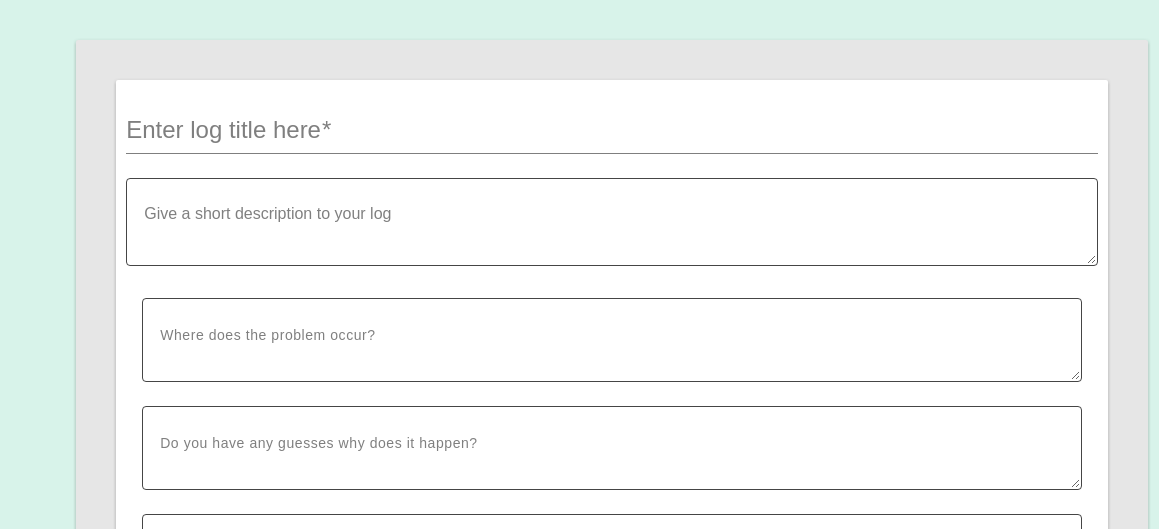 Enter log title here*
Give a short description to your log
Where does the problem occur?
Do you have any guesses why does it happen?